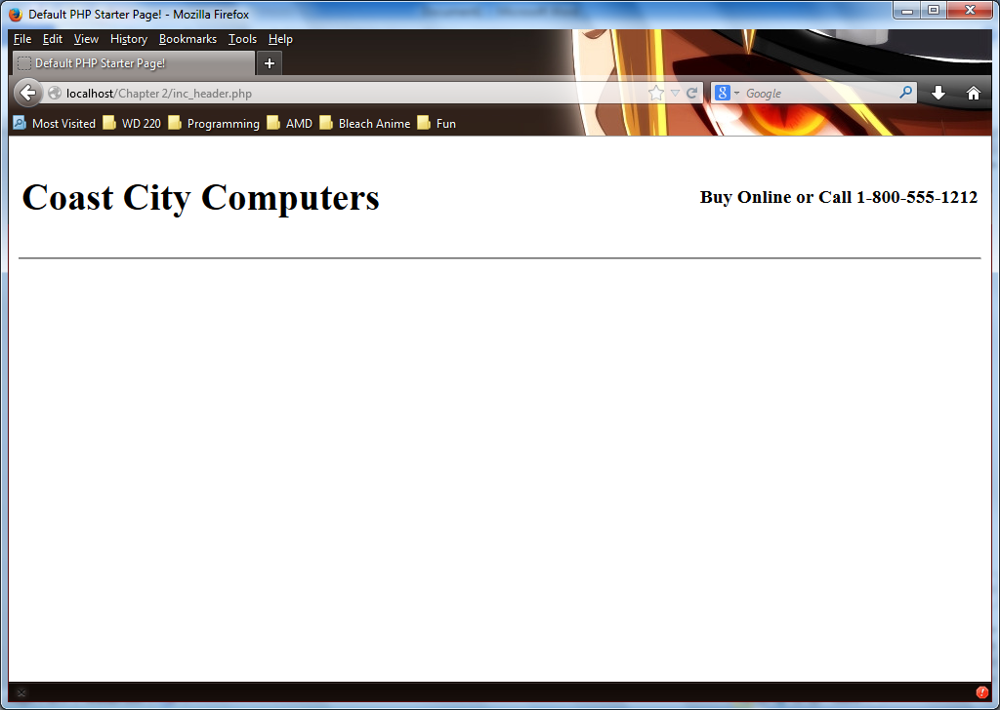 Default PHP Starter Page! - Mozilla Firefox
File Edit View History Bookmarks Tools Help
Default PHP Starter Page!
localhost/Chapter 2/inc_header.php
Google
Most Visited WD 220 Programming AMD Bleach Anime Fun
Coast City Computers
Buy Online or Call 1-800-555-1212